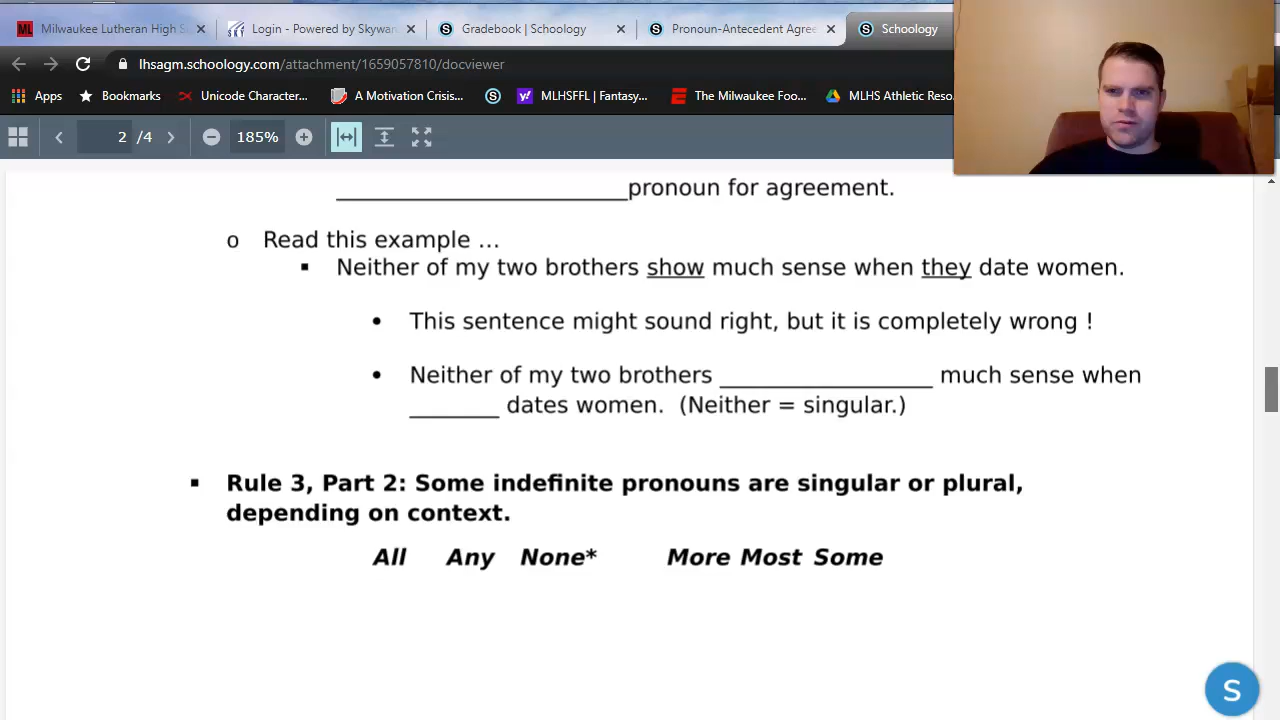 Milwaukee Lutheran High S
Login - Powered by Skywar
Gradebook | Schoology
Pronoun-Antecedent Agree
Schoology
lhsagm.schoology.com/attachment/1659057810/docviewer
Apps
Bookmarks
Unicode Character...
A Motivation Crisis...
MLHSFFL | Fantasy...
The Milwaukee Foo...
MLHS Athletic Reso
2 /4
185%
__________________________pronoun for agreement.
o Read this example …
▪ Neither of my two brothers show much sense when they date women.
• This sentence might sound right, but it is completely wrong !
• Neither of my two brothers ___________________ much sense when
________ dates women. (Neither = singular.)
▪ Rule 3, Part 2: Some indefinite pronouns are singular or plural,
depending on context.
All Any None* More Most Some
S